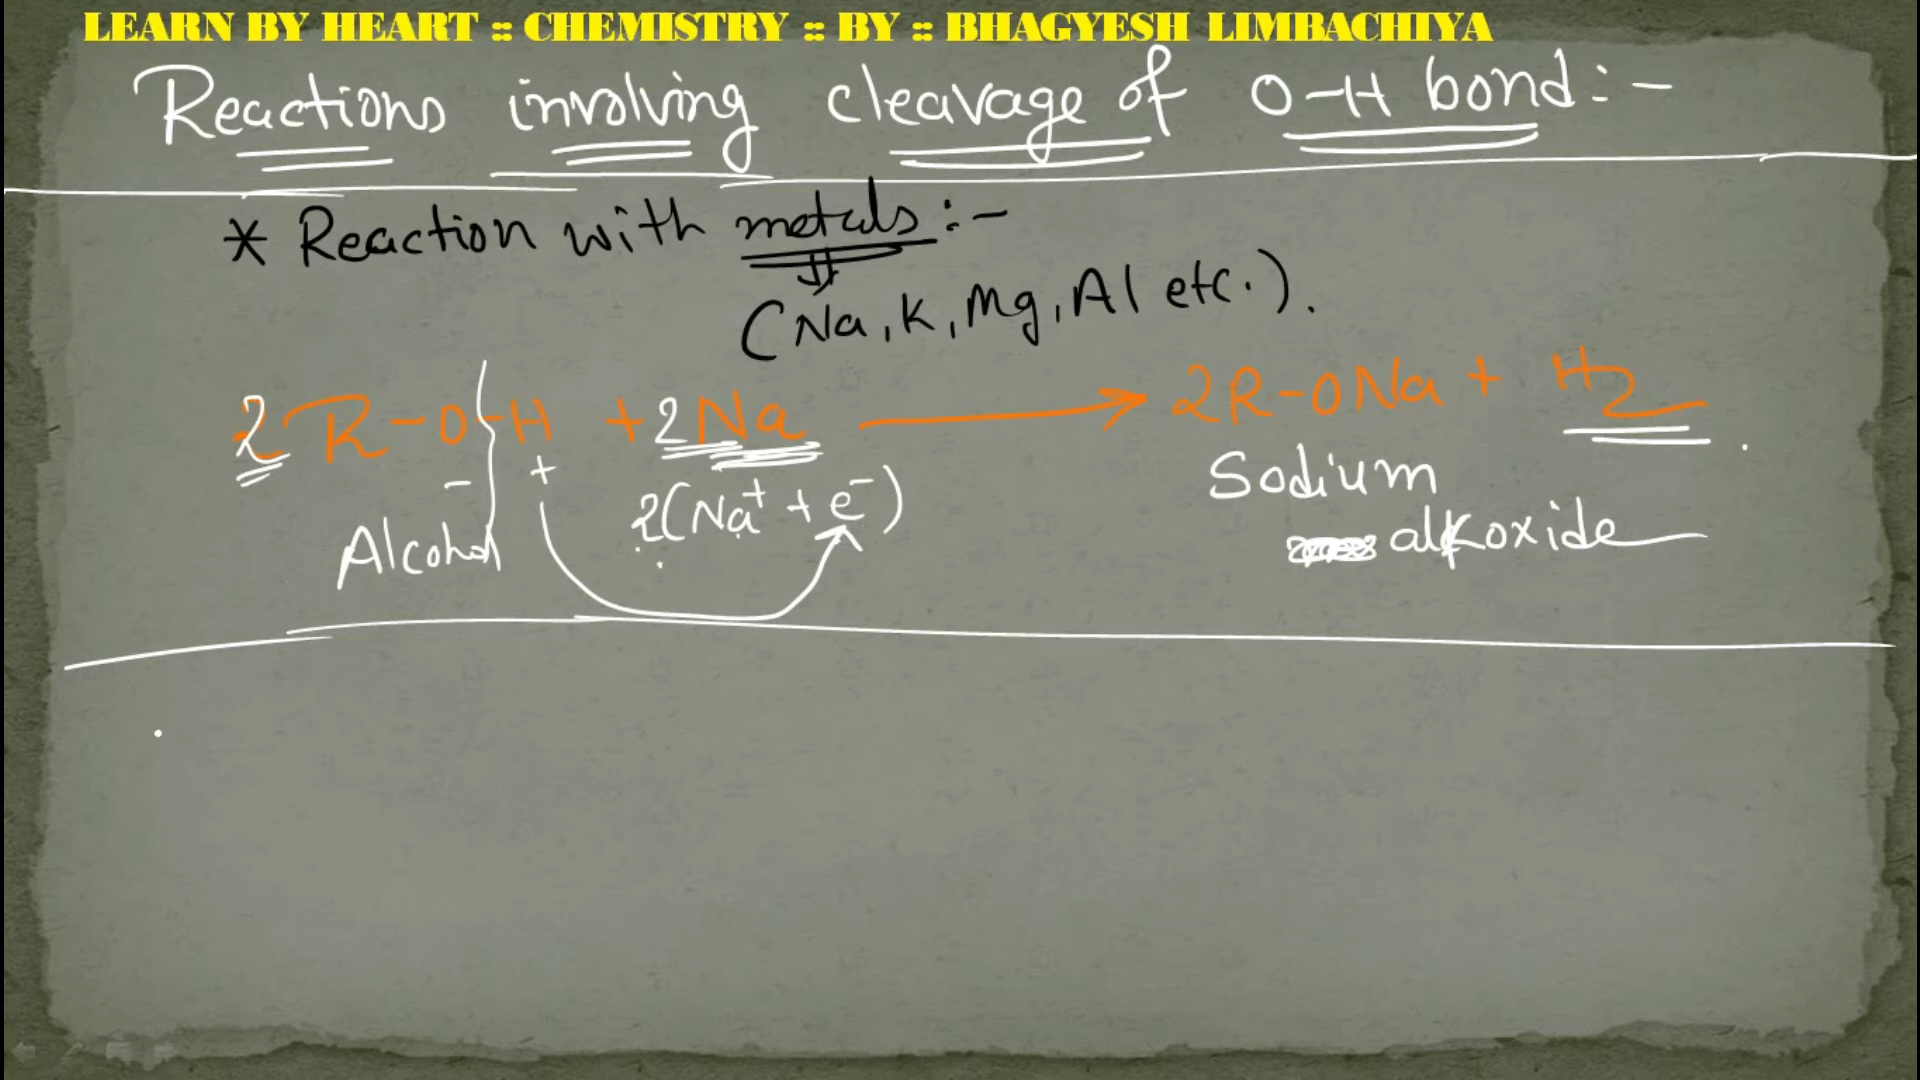 LEARN BY HEART :: CHEMISTRY :: BY :: BHAGYESH LIMBACHIYA
Reactions involving cleavage of O-H bond:-
* Reaction with metals:-
(Na, K, Mg, Al etc.).
2 R-O-H + 2Na → 2R-ONa + H2
- +
2(Na+ + e-)
Alcohol
Sodium
alkoxide